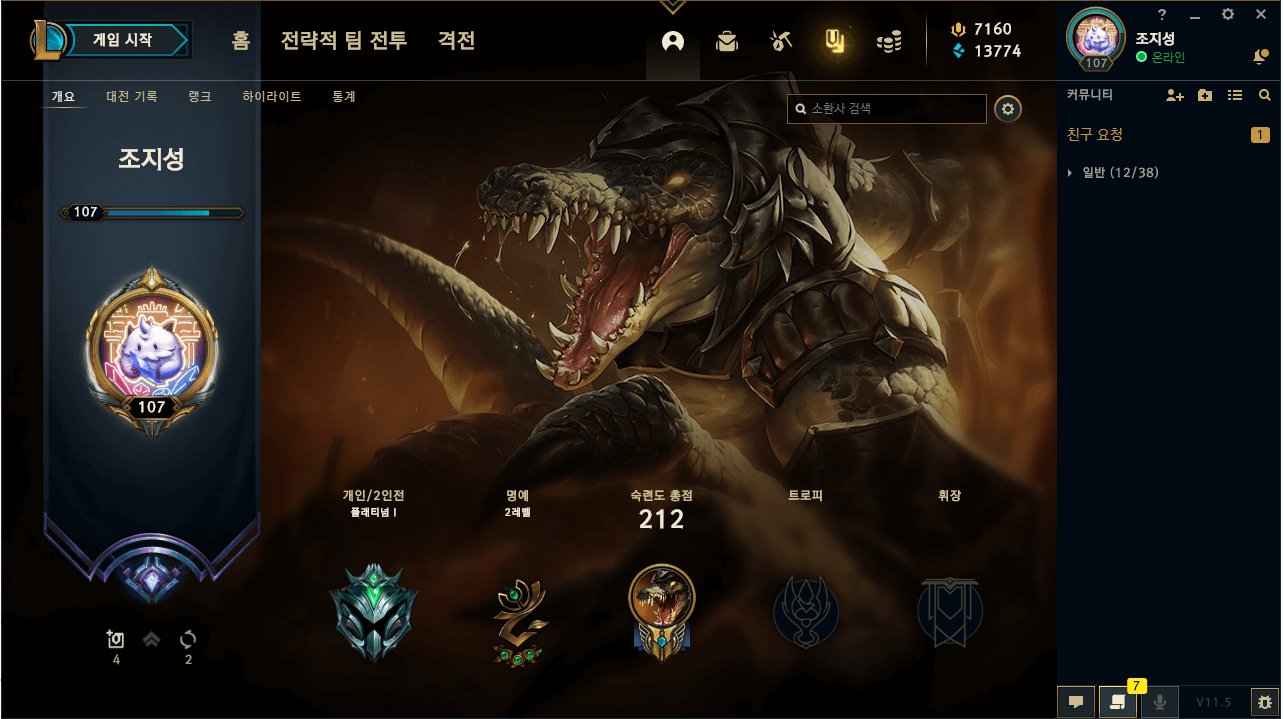 게임 시작
홈
전략적 팀 전투
격전
7160
13774
107
조지성
온라인
?
개요
대전 기록
랭크
하이라이트
통계
소환사 검색
커뮤니티
친구 요청
1
일반 (12/38)
조지성
107
107
개인/2인전
플래티넘 I
명예
2레벨
숙련도 총점
212
트로피
휘장
4
2
7
V11.5